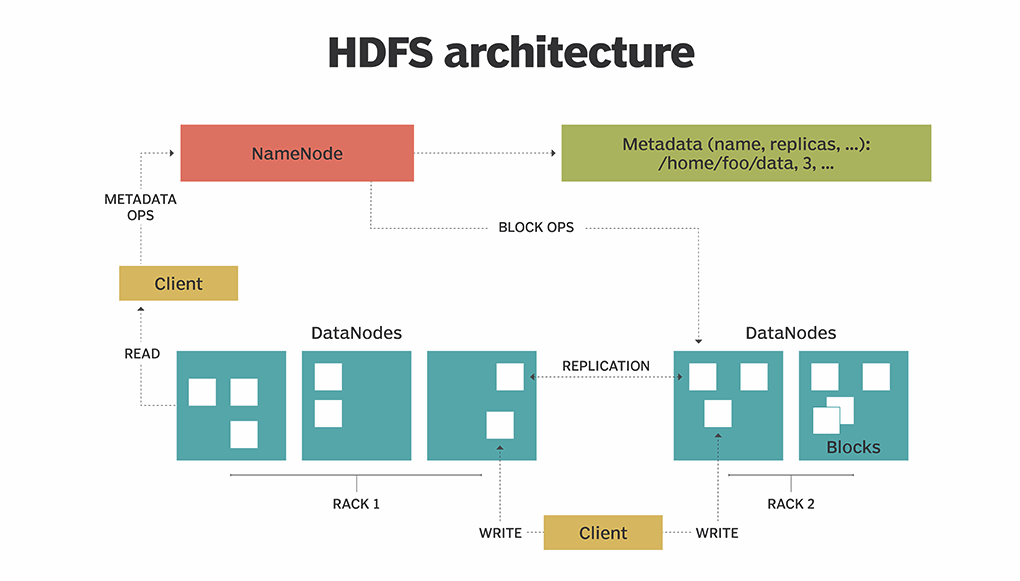 HDFS architecture
NameNode
Metadata (name, replicas, ...):
/home/foo/data, 3, ...
METADATA
OPS
BLOCK OPS
Client
READ
DataNodes
DataNodes
REPLICATION
Blocks
RACK 1
RACK 2
WRITE
Client
WRITE